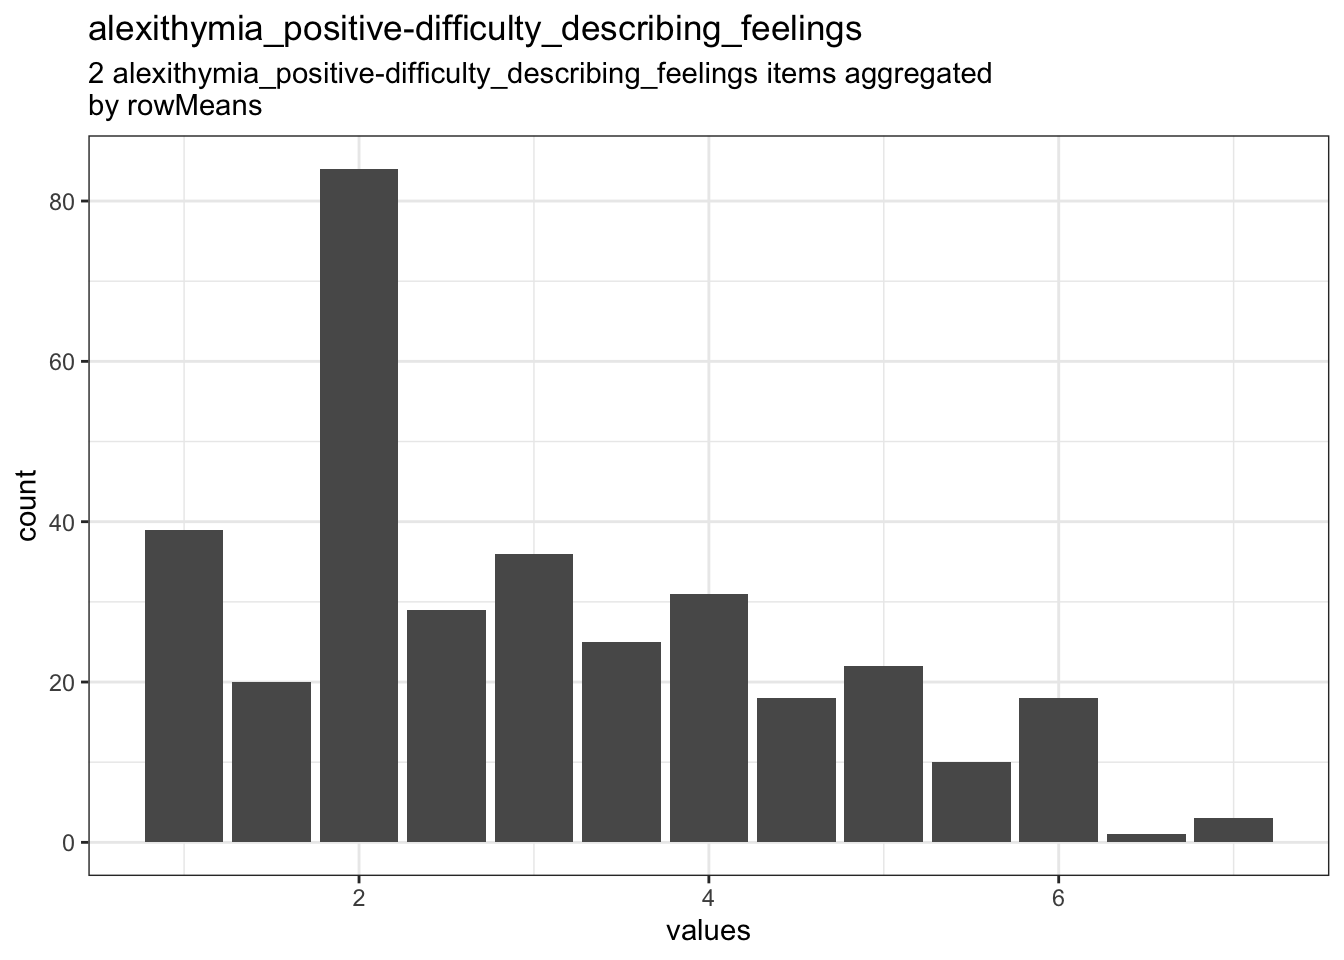 alexithymia_positive-difficulty_describing_feelings
2 alexithymia_positive-difficulty_describing_feelings items aggregated
by rowMeans
80
60
40
20
0
count
2 4 6
values